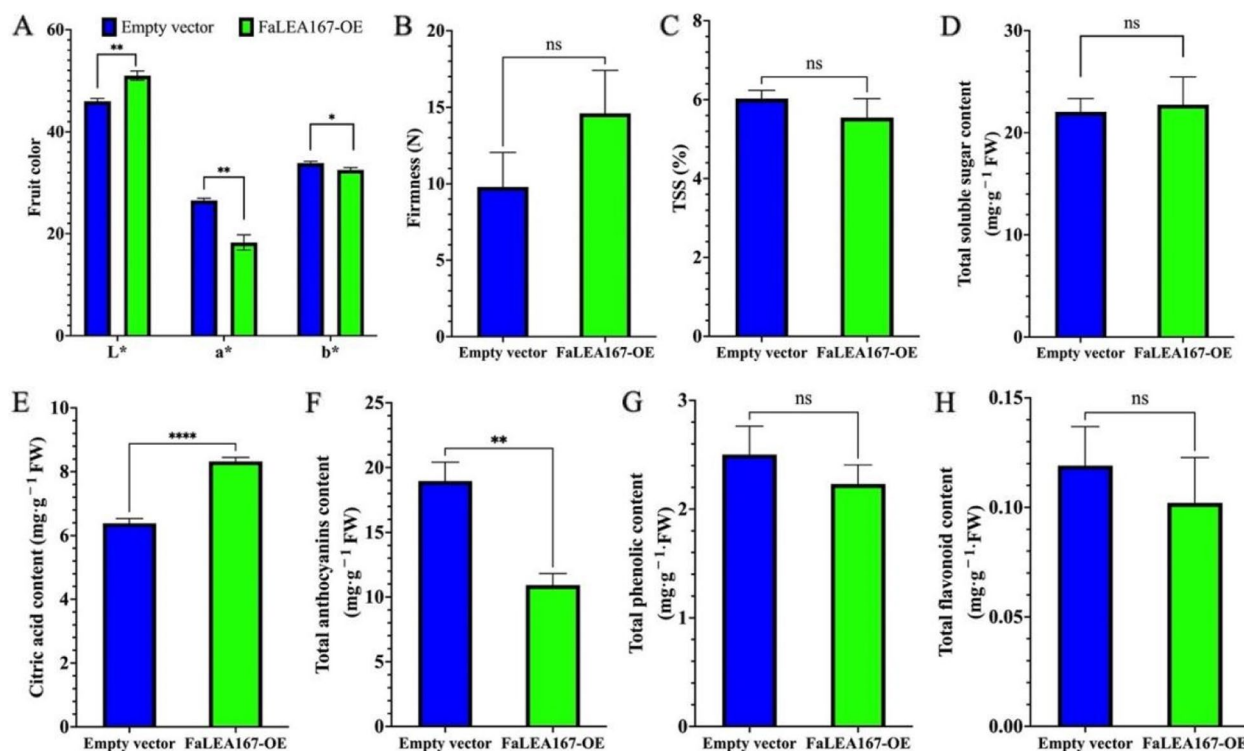 A
Empty vector
FaLEA167-OE
Fruit color
60
40
20
0
**
**
*
L*
a*
b*
B
Firmness (N)
20
15
10
5
0
ns
Empty vector
FaLEA167-OE
C
TSS (%)
8
6
4
2
0
ns
Empty vector
FaLEA167-OE
D
Total soluble sugar content
(mg·g⁻¹ FW)
30
20
10
0
ns
Empty vector
FaLEA167-OE
E
Citric acid content (mg·g⁻¹ FW)
10
8
6
4
2
0
****
Empty vector
FaLEA167-OE
F
Total anthocyanins content
(mg·g⁻¹ FW)
25
20
15
10
5
0
**
Empty vector
FaLEA167-OE
G
Total phenolic content
(mg·g⁻¹·FW)
3
2
1
0
ns
Empty vector
FaLEA167-OE
H
Total flavonoid content
(mg·g⁻¹·FW)
0.15
0.10
0.05
0.00
ns
Empty vector
FaLEA167-OE